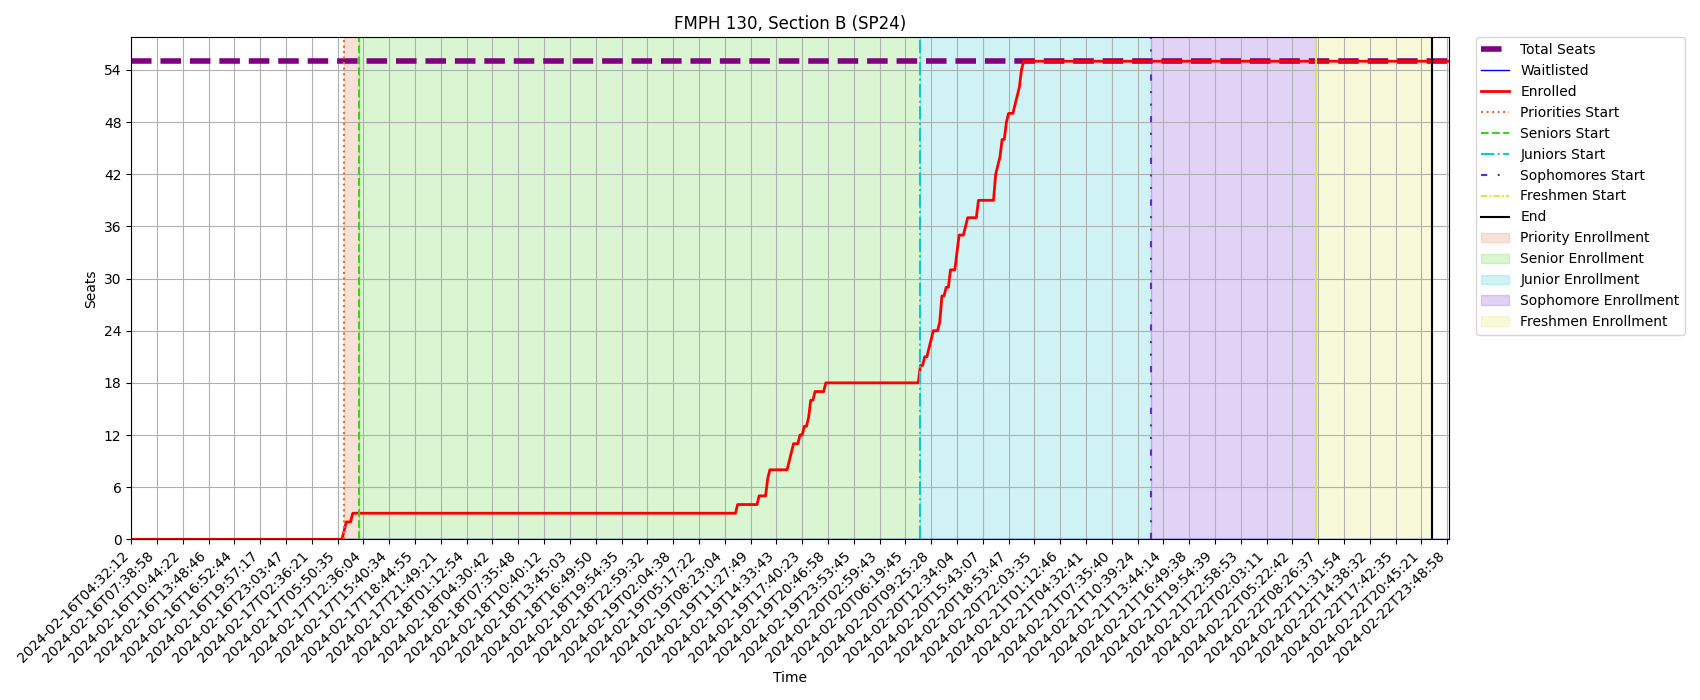 FMPH 130, Section B (SP24)
Seats
54
48
42
36
30
24
18
12
6
0
2024-02-16T04:32:12
2024-02-16T07:38:58
2024-02-16T10:44:22
2024-02-16T13:48:46
2024-02-16T16:52:44
2024-02-16T19:57:17
2024-02-16T23:03:47
2024-02-17T02:36:21
2024-02-17T05:50:35
2024-02-17T12:36:04
2024-02-17T15:40:34
2024-02-17T18:44:55
2024-02-17T21:49:21
2024-02-18T01:12:54
2024-02-18T04:30:42
2024-02-18T07:35:48
2024-02-18T10:40:12
2024-02-18T13:45:03
2024-02-18T16:49:50
2024-02-18T19:54:35
2024-02-18T22:59:32
2024-02-19T02:04:38
2024-02-19T05:17:22
2024-02-19T08:23:04
2024-02-19T11:27:49
2024-02-19T14:33:43
2024-02-19T17:40:23
2024-02-19T20:46:58
2024-02-19T23:53:45
2024-02-20T02:59:43
2024-02-20T06:19:45
2024-02-20T09:25:28
2024-02-20T12:34:04
2024-02-20T15:43:07
2024-02-20T18:53:47
2024-02-20T22:03:35
2024-02-21T01:12:46
2024-02-21T04:32:41
2024-02-21T07:35:40
2024-02-21T10:39:24
2024-02-21T13:44:14
2024-02-21T16:49:38
2024-02-21T19:54:39
2024-02-21T22:58:53
2024-02-22T02:03:11
2024-02-22T05:22:42
2024-02-22T08:26:37
2024-02-22T11:31:54
2024-02-22T14:38:32
2024-02-22T17:42:35
2024-02-22T20:45:21
2024-02-22T23:48:58
Time
Total Seats
Waitlisted
Enrolled
Priorities Start
Seniors Start
Juniors Start
Sophomores Start
Freshmen Start
End
Priority Enrollment
Senior Enrollment
Junior Enrollment
Sophomore Enrollment
Freshmen Enrollment